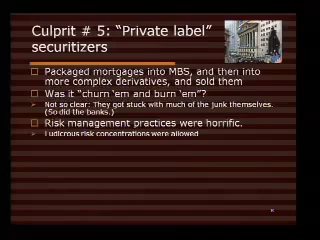 Culprit # 5: “Private label”
securitizers
Packaged mortgages into MBS, and then into
more complex derivatives, and sold them
Was it “churn ‘em and burn ‘em”?
Not so clear: They got stuck with much of the junk themselves.
(So did the banks.)
Risk management practices were horrific.
Ludicrous risk concentrations were allowed